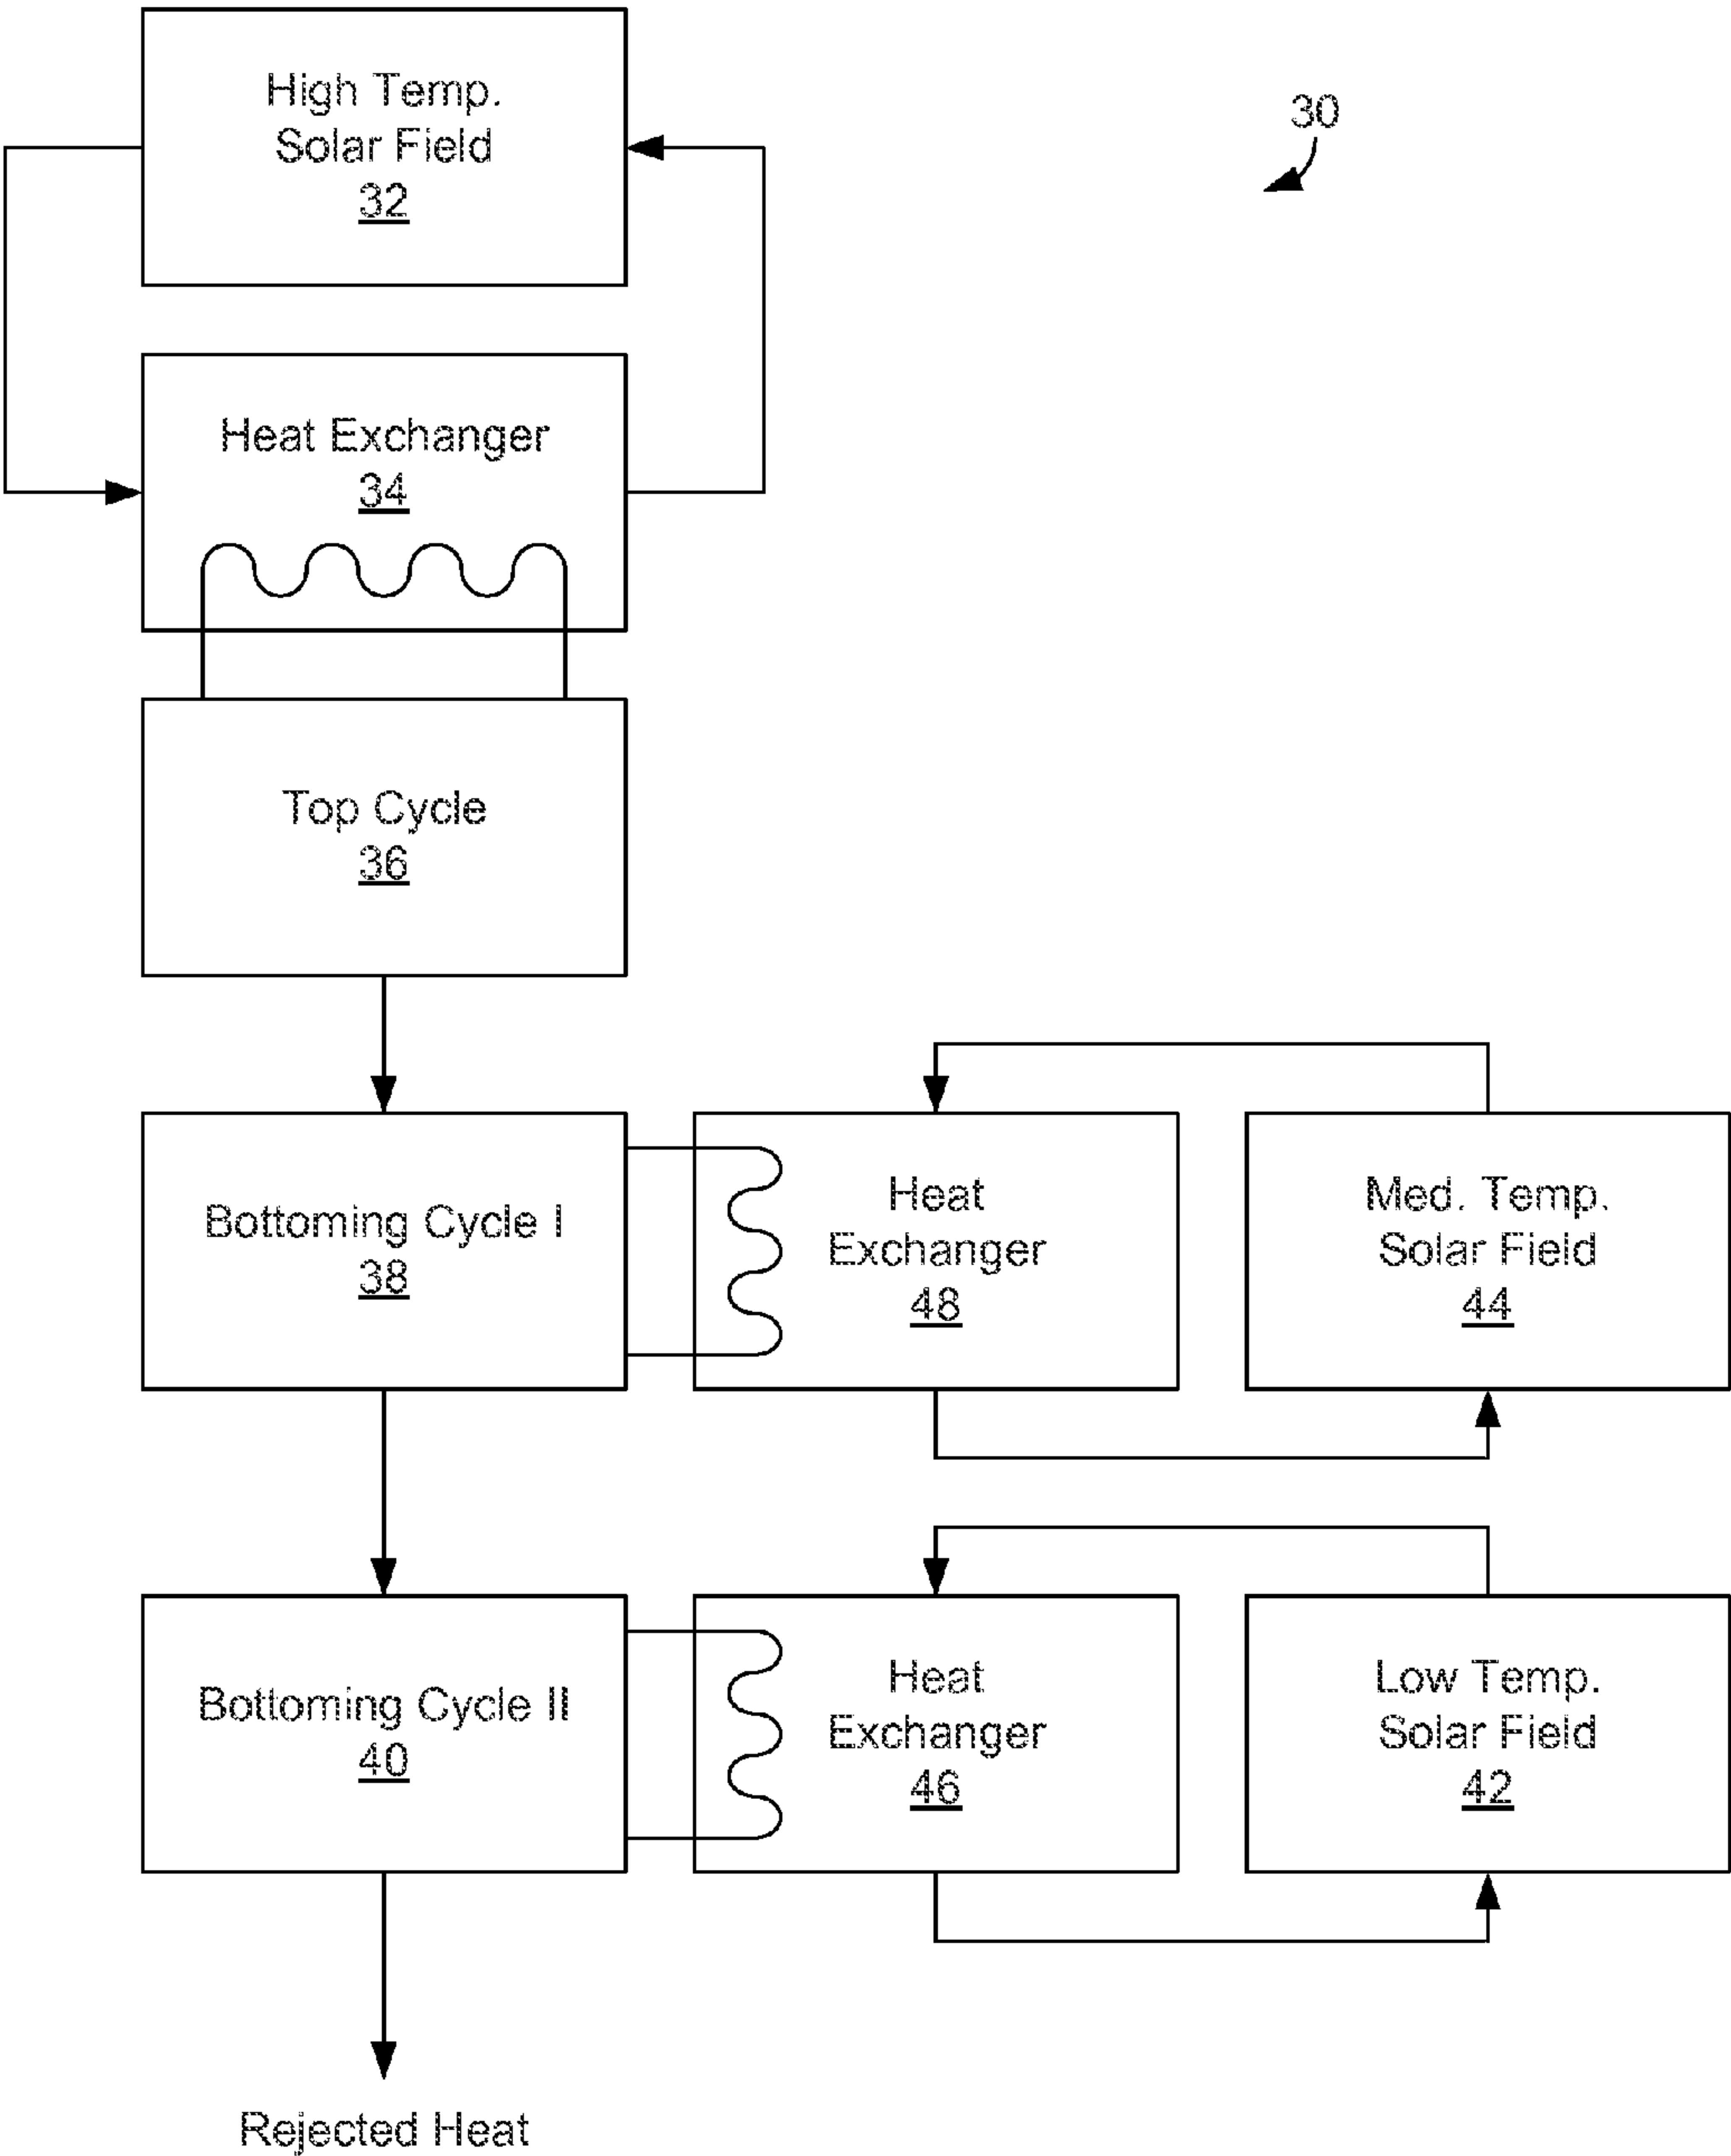 High Temp.
Solar Field
32
30
Heat Exchanger
34
Top Cycle
36
Bottoming Cycle I
38
Heat
Exchanger
48
Med. Temp.
Solar Field
44
Bottoming Cycle II
40
Heat
Exchanger
46
Low Temp.
Solar Field
42
Rejected Heat